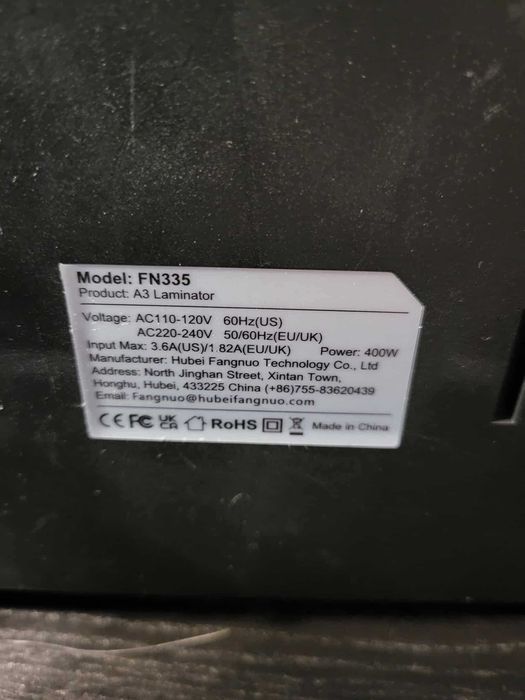 Model: FN335
Product: A3 Laminator
Voltage: AC110-120V 60Hz(US)
AC220-240V 50/60Hz(EU/UK)
Input Max: 3.6A(US)/1.82A(EU/UK) Power: 400W
Manufacturer: Hubei Fangnuo Technology Co., Ltd
Address: North Jinghan Street, Xintan Town,
Honghu, Hubei, 433225 China (+86)755-83620439
Email: Fangnuo@hubeifangnuo.com
CE FC UK CA RoHS Made in China